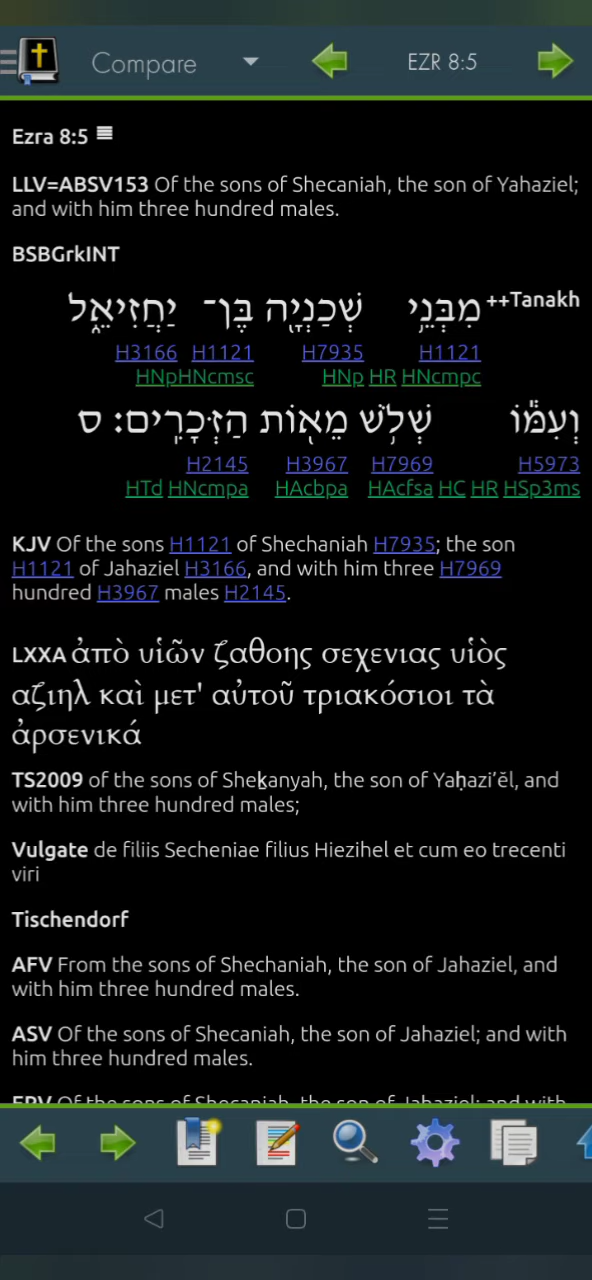 Compare EZR 8:5
Ezra 8:5
LLV=ABSV153 Of the sons of Shecaniah, the son of Yahaziel;
and with him three hundred males.
BSBGrkINT
++Tanakh מִבְּנֵ֥י שְׁכַנְיָ֖ה בֶּן־ יַחֲזִיאֵ֑ל
H3166 H1121 H7935 H1121
HNpHNcmsc HNp HR HNcmpc
וְעִמּ֕וֹ שְׁלֹ֥שׁ מֵא֖וֹת הַזְּכָרִֽים׃ ס
H2145 H3967 H7969 H5973
HTd HNcmpa HAcbpa HAcfsa HC HR HSp3ms
KJV Of the sons H1121 of Shechaniah H7935; the son
H1121 of Jahaziel H3166, and with him three H7969
hundred H3967 males H2145.
LXXA ἀπὸ υἱῶν ζαθοης σεχενιας υἱὸς
αζιηλ καὶ μετ' αὐτοῦ τριακόσιοι τὰ
ἀρσενικά
TS2009 of the sons of Sheḵanyah, the son of Yaḥazi’ĕl, and
with him three hundred males;
Vulgate de filiis Secheniae filius Hiezihel et cum eo trecenti
viri
Tischendorf
AFV From the sons of Shechaniah, the son of Jahaziel, and
with him three hundred males.
ASV Of the sons of Shecaniah, the son of Jahaziel; and with
him three hundred males.